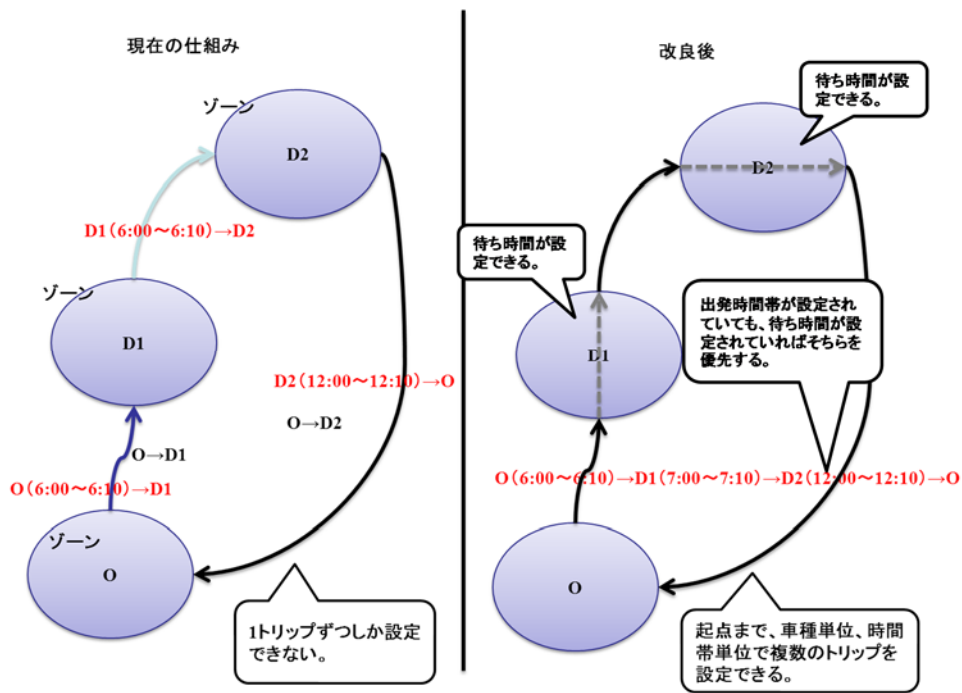 現在の仕組み
ゾーン
D2
D1（6:00～6:10）→D2
ゾーン
D1
D2（12:00～12:10）→O
O→D2
O→D1
O（6:00～6:10）→D1
ゾーン
O
1トリップずつしか設定
できない。
改良後
待ち時間が設
定できる。
D2
待ち時間が設
定できる。
出発時間帯が設定され
ていても、待ち時間が設
定されていればそちらを
優先する。
D1
O（6:00～6:10）→D1（7:00～7:10）→D2（12:00～12:10）→O
O
起点まで、車種単位、時間
帯単位で複数のトリップを
設定できる。